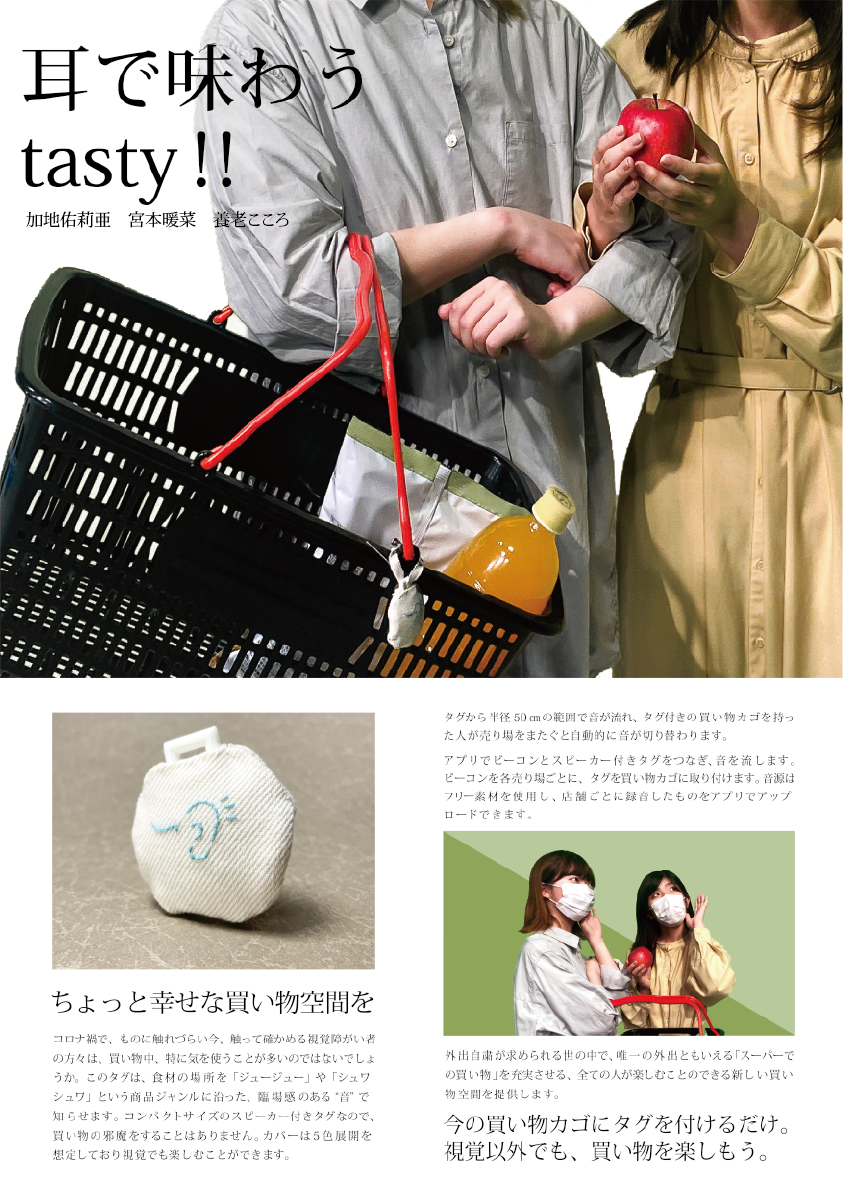 耳で味わう
tasty !!
加地佑莉亜　宮本暖菜　養老こころ
ちょっと幸せな買い物空間を
コロナ禍で、ものに触れづらい今、触って確かめる視覚障がい者
の方々は、買い物中、特に気を使うことが多いのではないでしょ
うか。このタグは、食材の場所を「ジュージュー」や「シュワ
シュワ」という商品ジャンルに沿った、臨場感のある “音” で
知らせます。コンパクトサイズのスピーカー付きタグなので、
買い物の邪魔をすることはありません。カバーは5色展開を
想定しており視覚でも楽しむことができます。
タグから半径 50㎝の範囲で音が流れ、タグ付きの買い物カゴを持っ
た人が売り場をまたぐと自動的に音が切り替わります。
アプリでビーコンとスピーカー付きタグをつなぎ、音を流します。
ビーコンを各売り場ごとに、タグを買い物カゴに取り付けます。音源は
フリー素材を使用し、店舗ごとに録音したものをアプリでアップ
ロードできます。
外出自粛が求められる世の中で、唯一の外出ともいえる「スーパーで
の買い物」を充実させる、全ての人が楽しむことのできる新しい買い
物空間を提供します。
今の買い物カゴにタグを付けるだけ。
視覚以外でも、買い物を楽しもう。